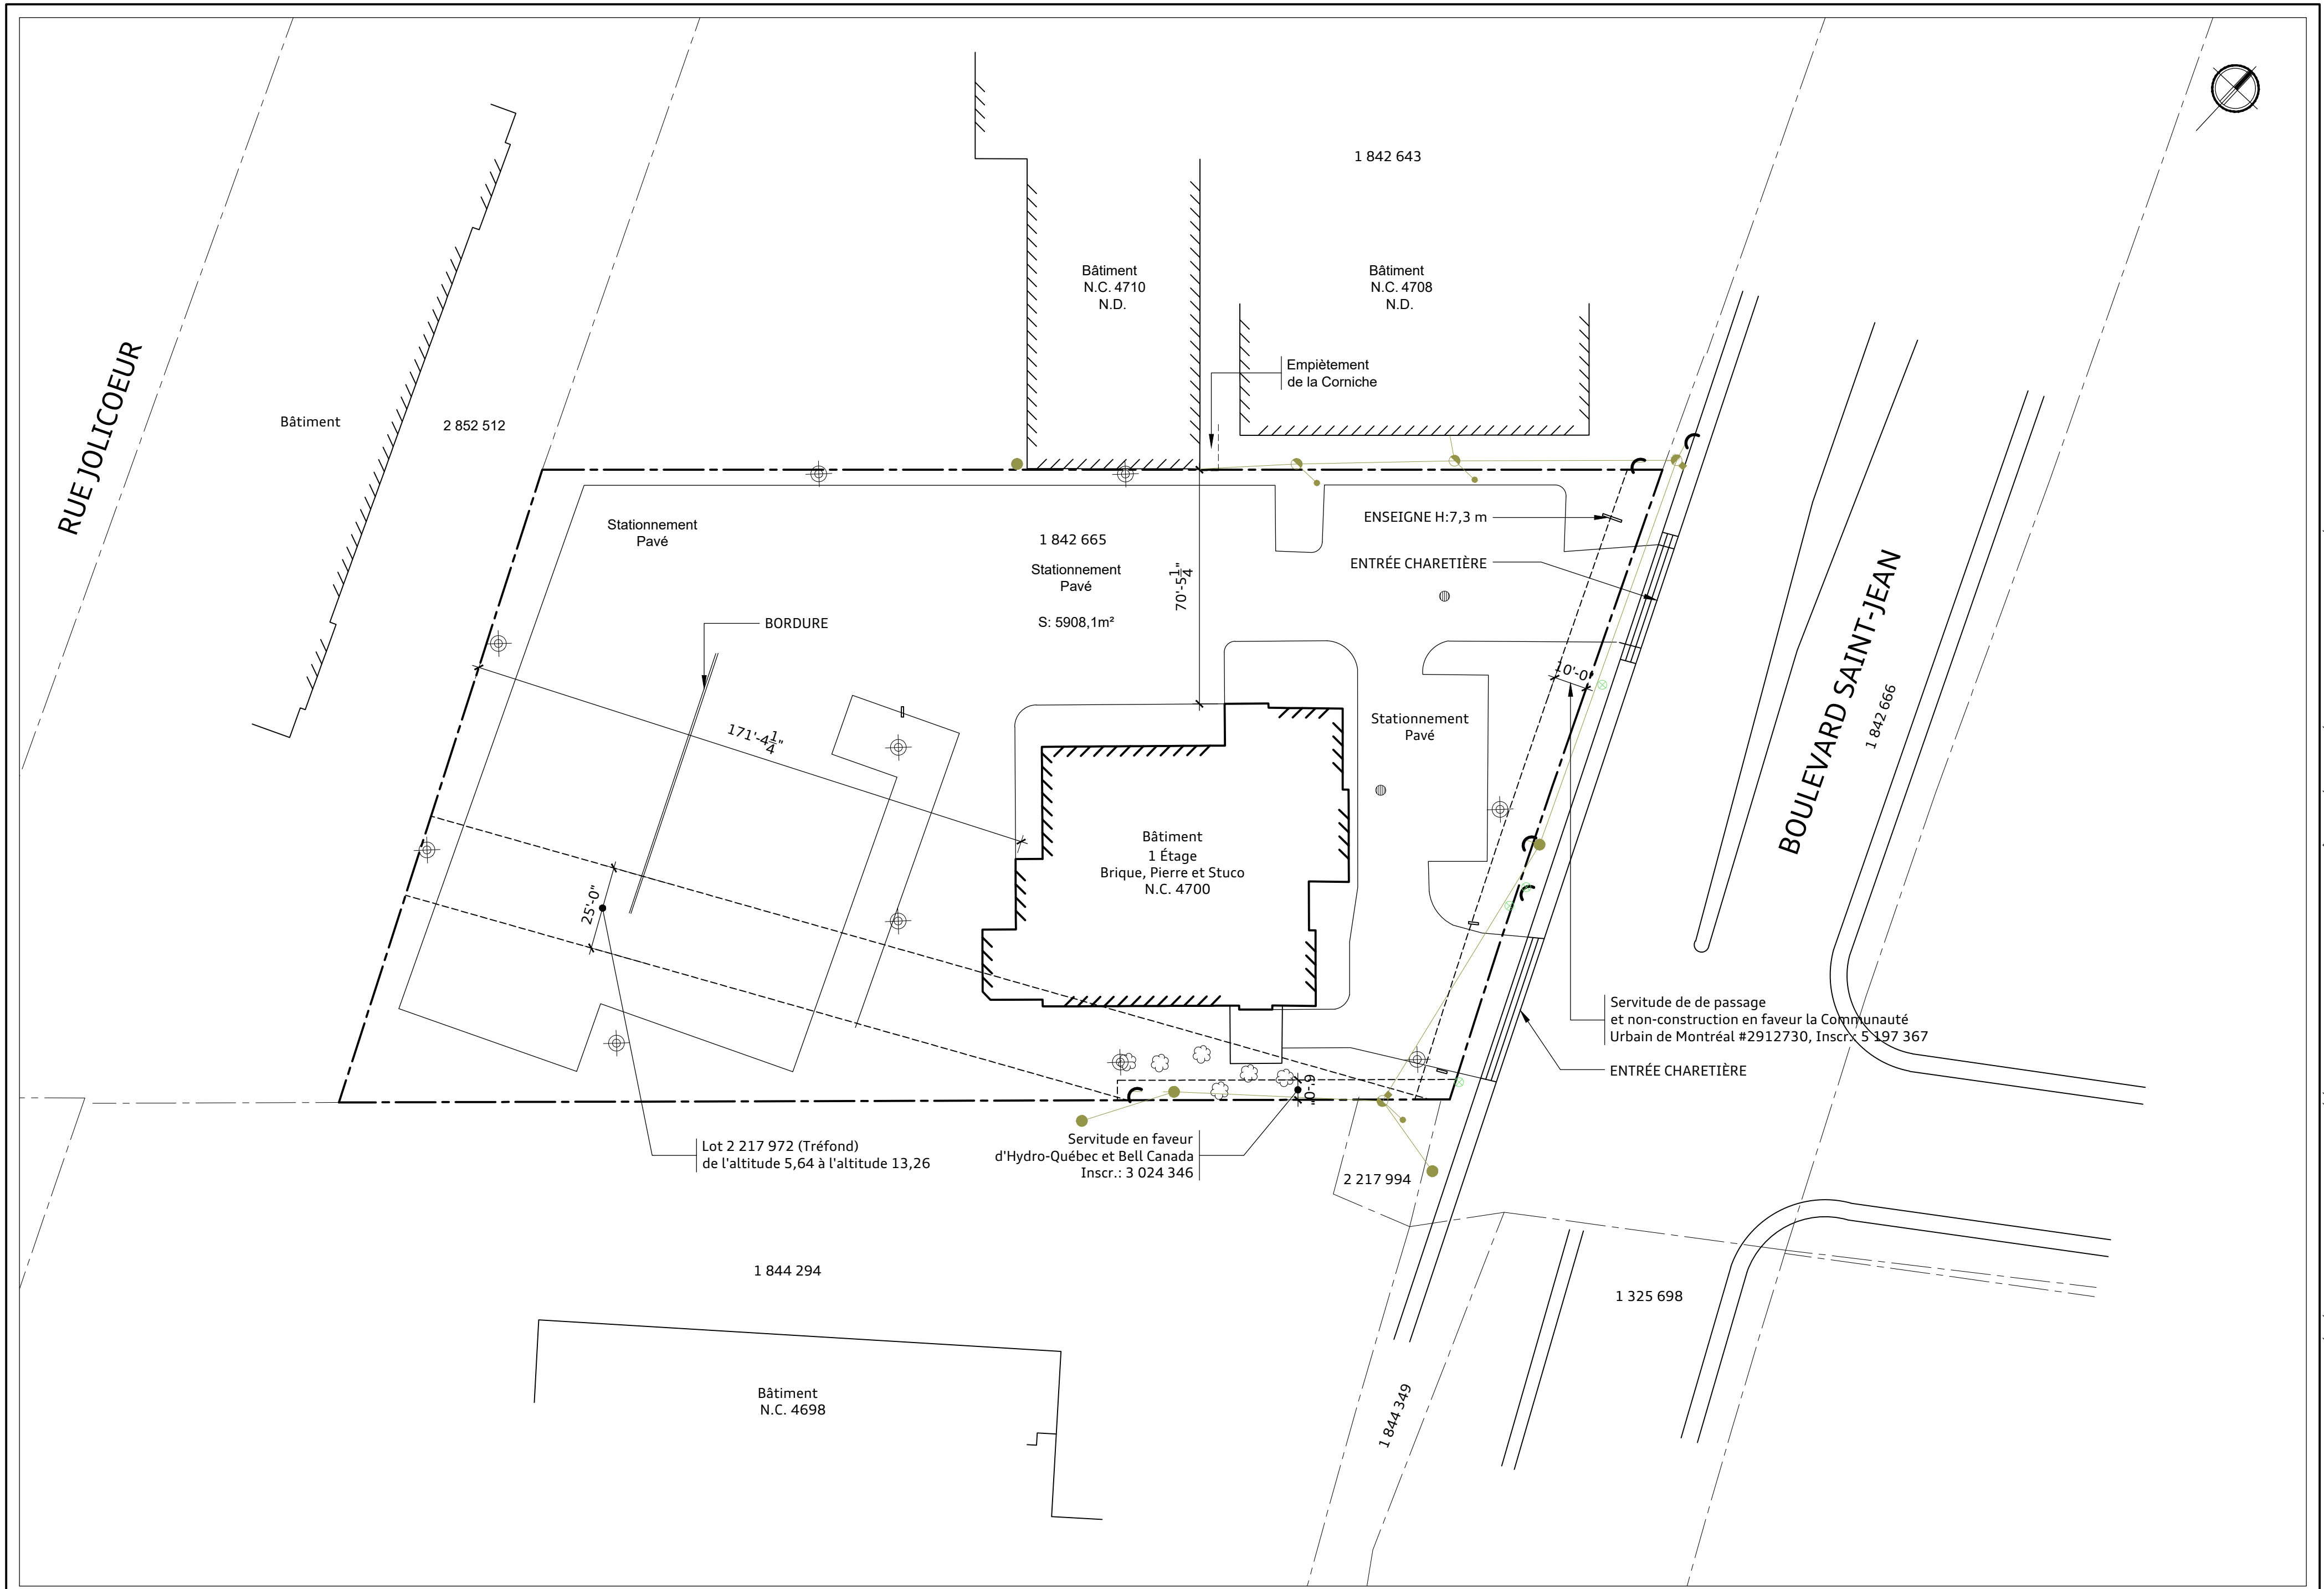 1 842 643
Bâtiment
N.C. 4710
N.D.
Bâtiment
N.C. 4708
N.D.
Empiètement
de la Corniche
RUE JOLICOEUR
Bâtiment
2 852 512
Stationnement
Pavé
1 842 665
Stationnement
Pavé
S: 5908,1m²
70'-5 1/4"
ENSEIGNE H:7,3 m
ENTRÉE CHARETIÈRE
BORDURE
171'-4 1/4"
10'-0"
Stationnement
Pavé
BOULEVARD SAINT-JEAN
1 842 666
Bâtiment
1 Étage
Brique, Pierre et Stuco
N.C. 4700
25'-0"
Servitude de de passage
et non-construction en faveur la Communauté
Urbain de Montréal #2912730, Inscr.: 5 197 367
ENTRÉE CHARETIÈRE
6'-0"
Lot 2 217 972 (Tréfond)
de l'altitude 5,64 à l'altitude 13,26
Servitude en faveur
d'Hydro-Québec et Bell Canada
Inscr.: 3 024 346
2 217 994
1 844 294
1 325 698
Bâtiment
N.C. 4698
1 844 349